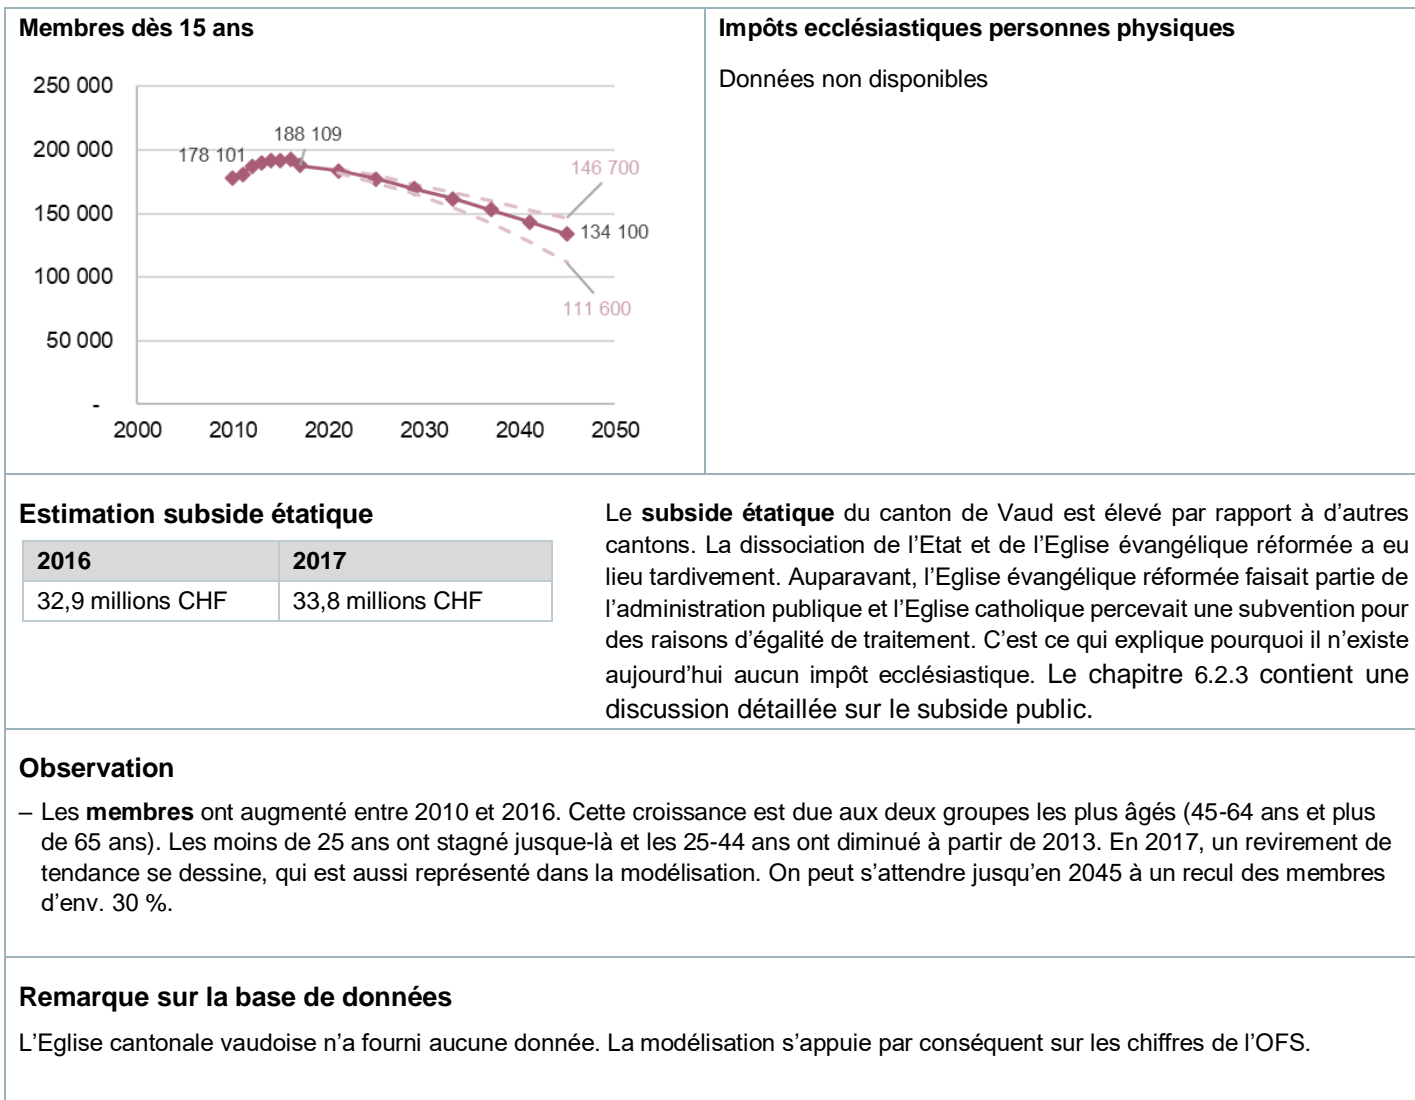 Membres dès 15 ans
250 000
200 000
150 000
100 000
50 000
-
2000 2010 2020 2030 2040 2050
178 101
188 109
146 700
134 100
111 600
Impôts ecclésiastiques personnes physiques
Données non disponibles
Estimation subside étatique
2016 2017
32,9 millions CHF 33,8 millions CHF
Le subside étatique du canton de Vaud est élevé par rapport à d’autres
cantons. La dissociation de l’Etat et de l’Eglise évangélique réformée a eu
lieu tardivement. Auparavant, l’Eglise évangélique réformée faisait partie de
l’administration publique et l’Eglise catholique percevait une subvention pour
des raisons d’égalité de traitement. C’est ce qui explique pourquoi il n’existe
aujourd’hui aucun impôt ecclésiastique. Le chapitre 6.2.3 contient une
discussion détaillée sur le subside public.
Observation
– Les membres ont augmenté entre 2010 et 2016. Cette croissance est due aux deux groupes les plus âgés (45-64 ans et plus
de 65 ans). Les moins de 25 ans ont stagné jusque-là et les 25-44 ans ont diminué à partir de 2013. En 2017, un revirement de
tendance se dessine, qui est aussi représenté dans la modélisation. On peut s’attendre jusqu’en 2045 à un recul des membres
d’env. 30 %.
Remarque sur la base de données
L’Eglise cantonale vaudoise n’a fourni aucune donnée. La modélisation s’appuie par conséquent sur les chiffres de l’OFS.